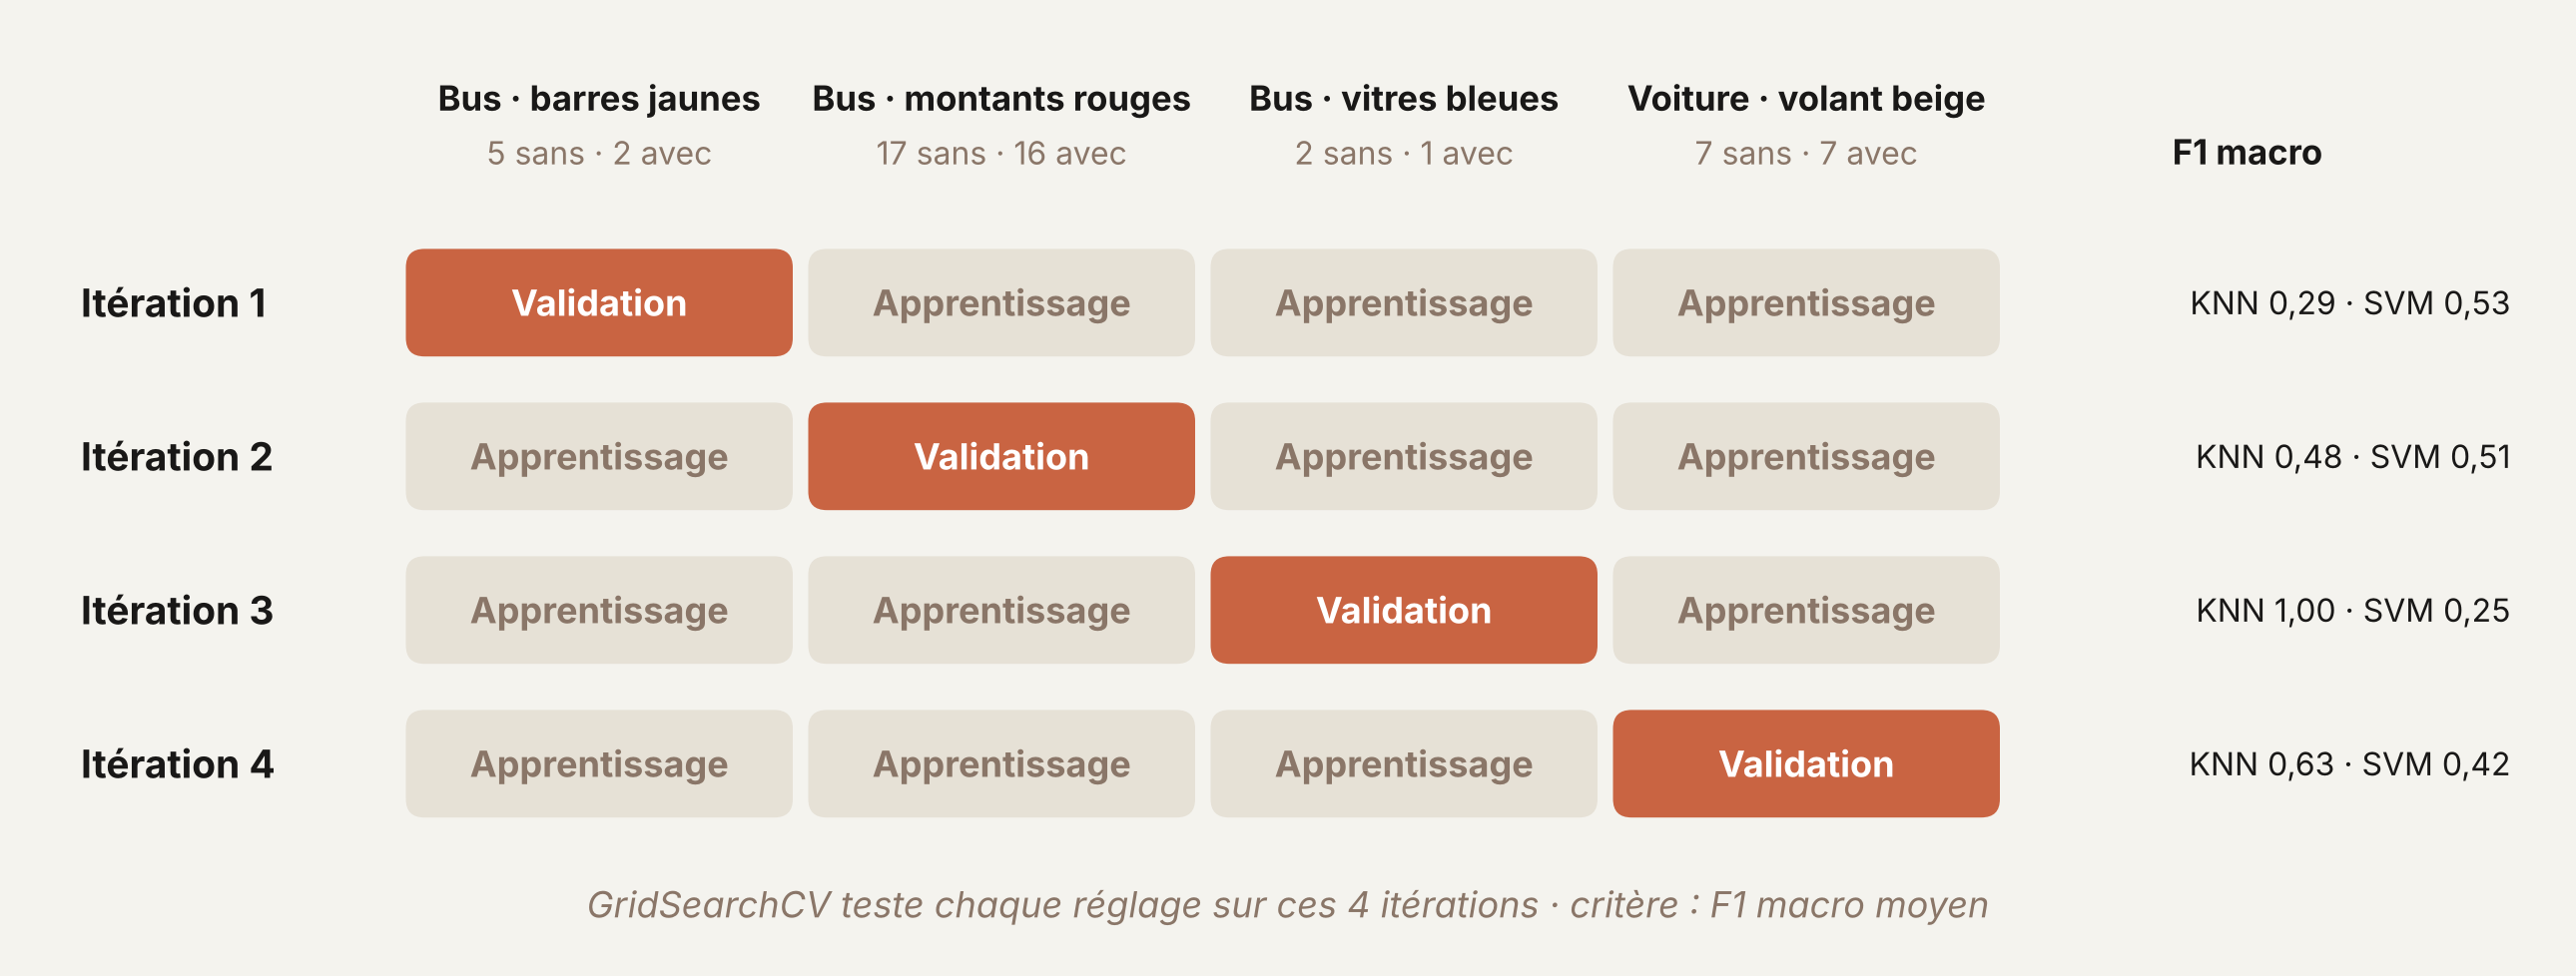 Bus · barres jaunes
Bus · montants rouges
Bus · vitres bleues
Voiture · volant beige
5 sans · 2 avec
17 sans · 16 avec
2 sans · 1 avec
7 sans · 7 avec
F1 macro
Itération 1
Validation
Apprentissage
Apprentissage
Apprentissage
KNN 0,29 · SVM 0,53
Itération 2
Apprentissage
Validation
Apprentissage
Apprentissage
KNN 0,48 · SVM 0,51
Itération 3
Apprentissage
Apprentissage
Validation
Apprentissage
KNN 1,00 · SVM 0,25
Itération 4
Apprentissage
Apprentissage
Apprentissage
Validation
KNN 0,63 · SVM 0,42
GridSearchCV teste chaque réglage sur ces 4 itérations · critère : F1 macro moyen